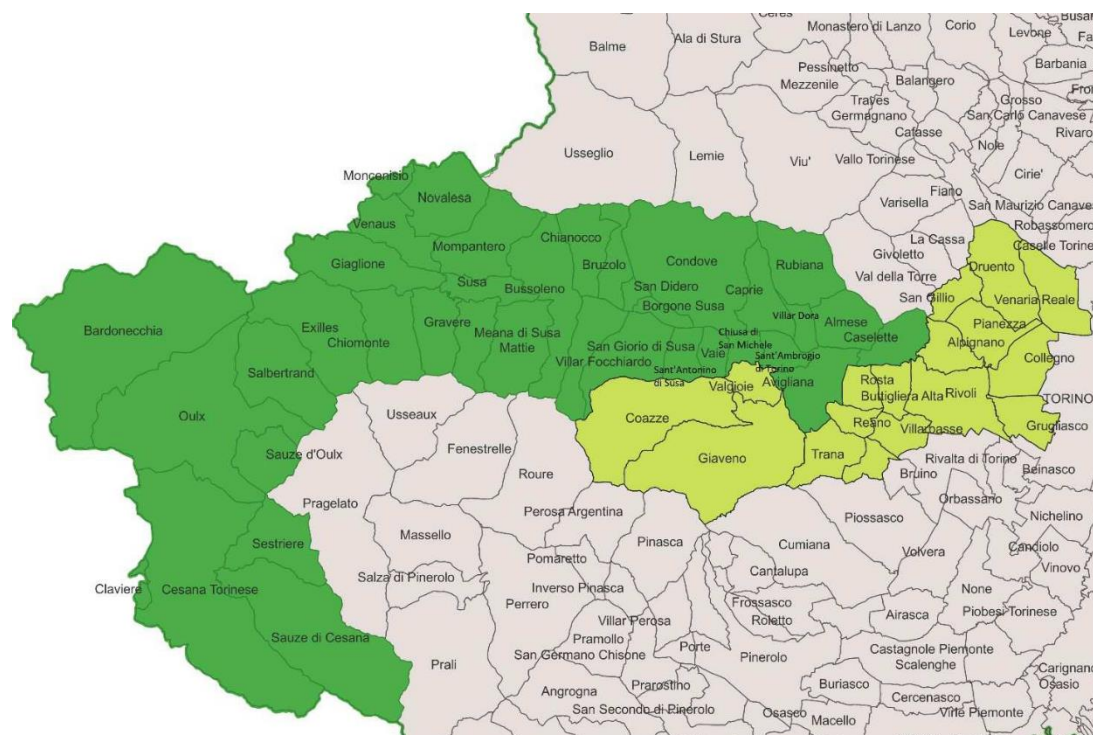 Ceres
Monastero di Lanzo
Corio
Levone
Busan
Balme
Ala di Stura
Pessinetto
Mezzenile
Balangero
Barbania
Traves
Germagnano
Grosso
San Carlo Canavese
Rivaro
Cafasse
Nole
Usseglio
Lemie
Viu'
Vallo Torinese
Cirie'
Moncenisio
Novalesa
Fiano
Varisella
San Maurizio Canavese
Robassomero
Venaus
Mompantero
Chianocco
La Cassa
Caselle Torinese
Giaglione
Bruzolo
Condove
Rubiana
Givoletto
Val della Torre
Druento
Susa
Bussoleno
San Didero
Caprie
San Gillio
Venaria Reale
Bardonecchia
Exilles
Chiomonte
Gravere
Meana di Susa
Mattie
Borgone Susa
Villar Dora
Almese
Caselette
Pianezza
Alpignano
San Giorio di Susa
Villar Focchiardo
Vaie
Chiusa di
San Michele
Sant'Ambrogio
di Torino
Collegno
Salbertrand
Sant'Antonino
di Susa
Valgioie
Avigliana
Rosta
Buttigliera Alta
Rivoli
TORINO
Oulx
Usseaux
Coazze
Reano
Villarbasse
Grugliasco
Sauze d'Oulx
Fenestrelle
Giaveno
Trana
Rivalta di Torino
Bruino
Beinasco
Roure
Pragelato
Orbassano
Perosa Argentina
Piossasco
Nichelino
Massello
Sestriere
Pomaretto
Pinasca
Cumiana
Volvera
Candiolo
Vinovo
Claviere
Cesana Torinese
Salza di Pinerolo
Inverso Pinasca
Cantalupa
None
Perrero
Frossasco
Roletto
Airasca
Piobesi Torinese
Villar Perosa
Sauze di Cesana
Pramollo
San Germano Chisone
Porte
Pinerolo
Castagnole Piemonte
Scalenghe
Prali
Carignano
Osasio
Angrogna
Prarostino
Buriasco
Cercenasco
San Secondo di Pinerolo
Osasco
Macello
Virle Piemonte